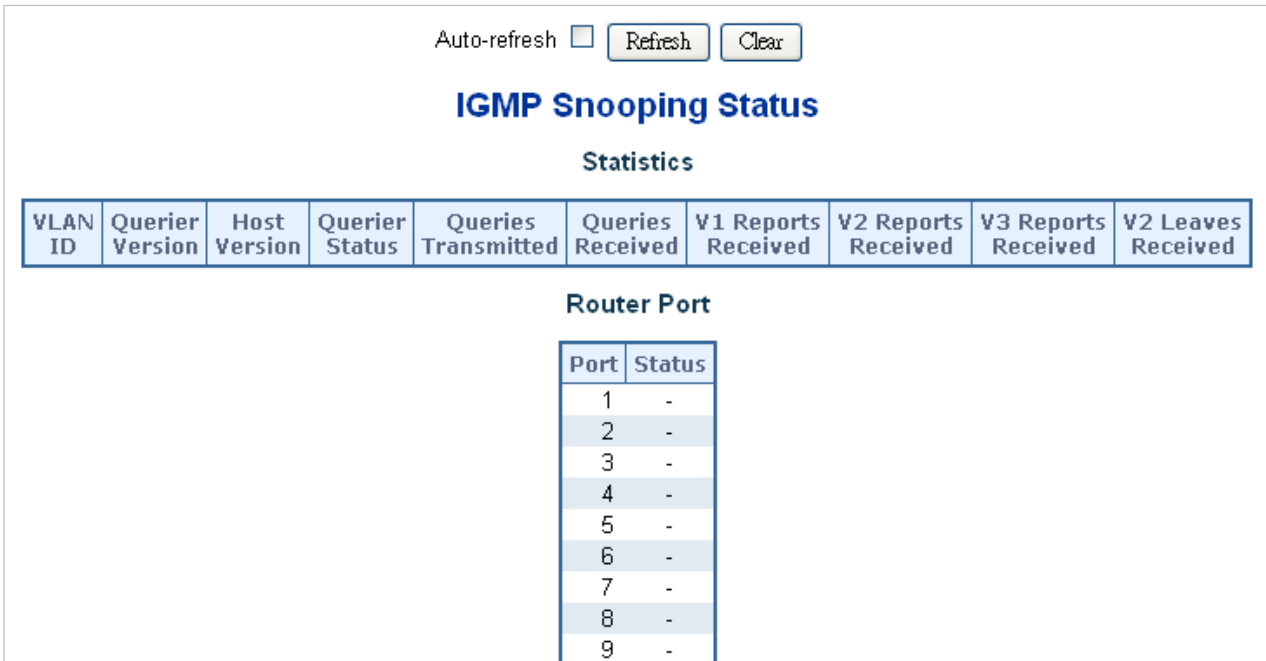 Auto-refresh Refresh Clear
IGMP Snooping Status
Statistics
VLAN ID Querier Version Host Version Querier Status Queries Transmitted Queries Received V1 Reports Received V2 Reports Received V3 Reports Received V2 Leaves Received
Router Port
Port Status
1 -
2 -
3 -
4 -
5 -
6 -
7 -
8 -
9 -